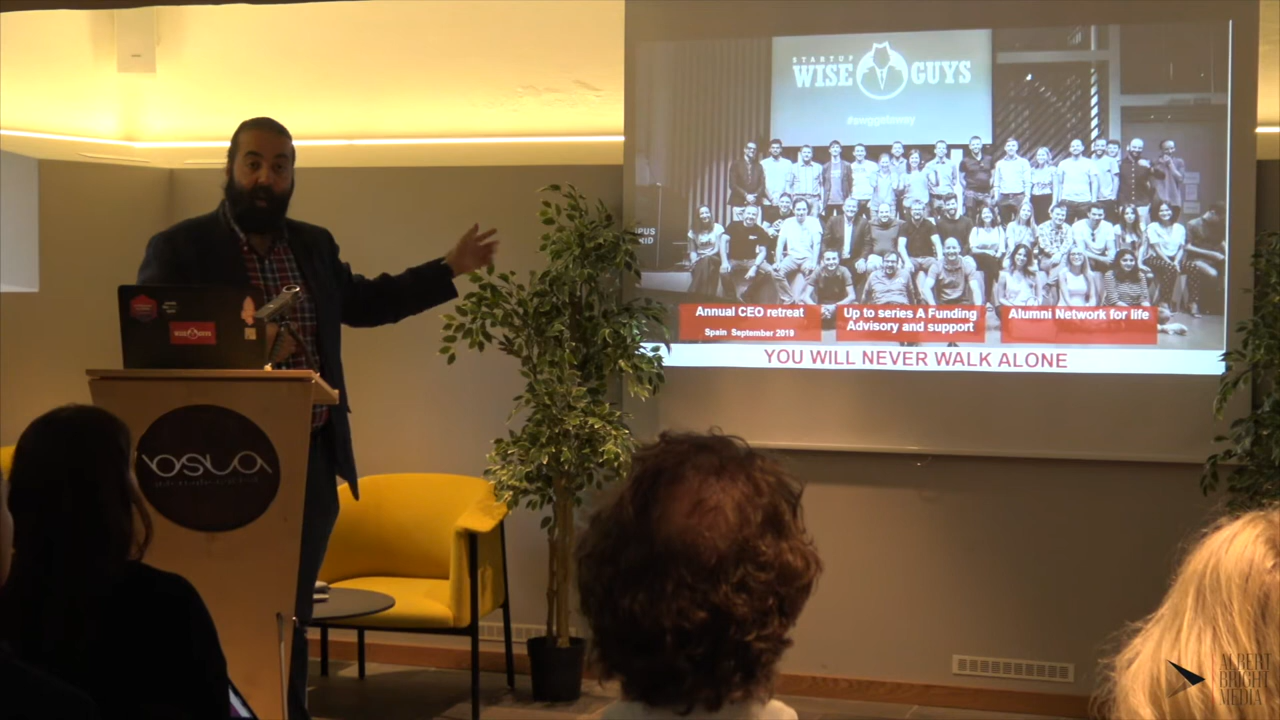 STARTUP
WISE GUYS
#swggateway
Annual CEO retreat
Spain September 2019
Up to series A Funding
Advisory and support
Alumni Network for life
YOU WILL NEVER WALK ALONE
WISE GUYS
ALBERT
BRIGHT
MEDIA